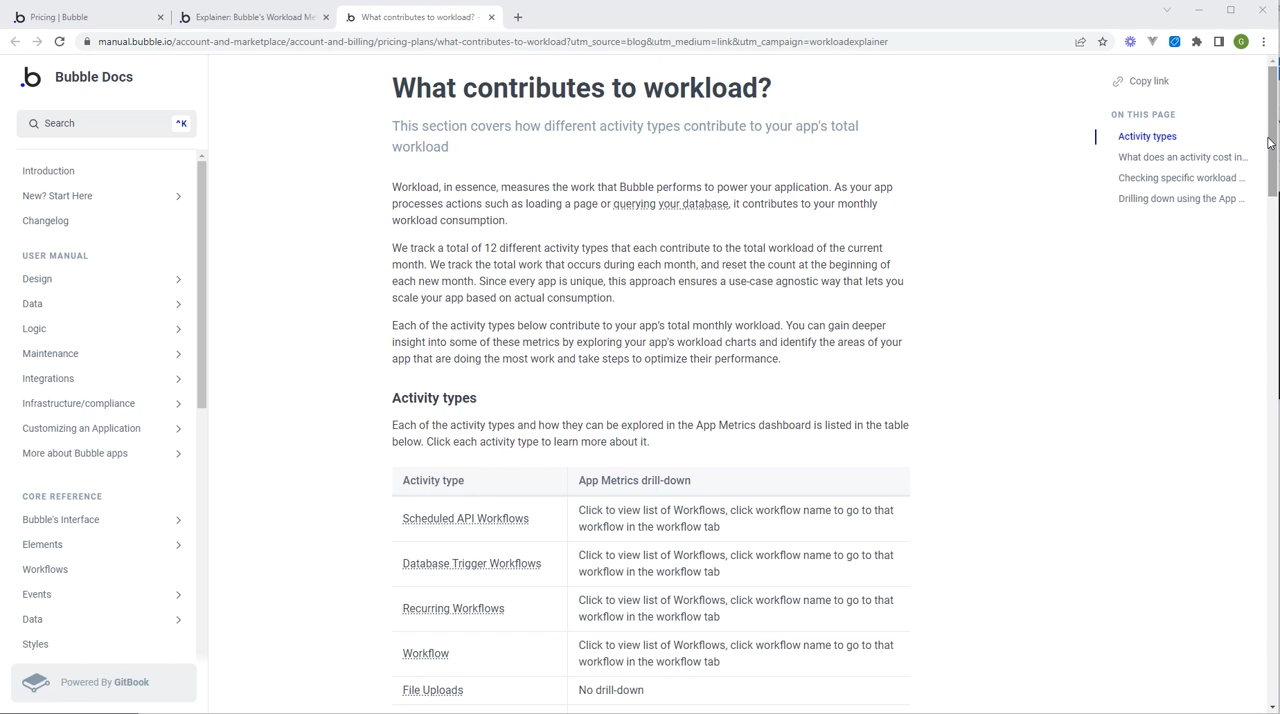 Pricing | Bubble
Explainer: Bubble's Workload Me
What contributes to workload? -
manual.bubble.io/account-and-marketplace/account-and-billing/pricing-plans/what-contributes-to-workload?utm_source=blog&utm_medium=link&utm_campaign=workloadexplainer
G
Bubble Docs
Search
^K
Introduction
New? Start Here
Changelog
USER MANUAL
Design
Data
Logic
Maintenance
Integrations
Infrastructure/compliance
Customizing an Application
More about Bubble apps
CORE REFERENCE
Bubble's Interface
Elements
Workflows
Events
Data
Styles
Powered By GitBook
What contributes to workload?
This section covers how different activity types contribute to your app's total
workload
Workload, in essence, measures the work that Bubble performs to power your application. As your app
processes actions such as loading a page or querying your database, it contributes to your monthly
workload consumption.
We track a total of 12 different activity types that each contribute to the total workload of the current
month. We track the total work that occurs during each month, and reset the count at the beginning of
each new month. Since every app is unique, this approach ensures a use-case agnostic way that lets you
scale your app based on actual consumption.
Each of the activity types below contribute to your app's total monthly workload. You can gain deeper
insight into some of these metrics by exploring your app's workload charts and identify the areas of your
app that are doing the most work and take steps to optimize their performance.
Activity types
Each of the activity types and how they can be explored in the App Metrics dashboard is listed in the table
below. Click each activity type to learn more about it.
Activity type
App Metrics drill-down
Scheduled API Workflows
Click to view list of Workflows, click workflow name to go to that
workflow in the workflow tab
Database Trigger Workflows
Click to view list of Workflows, click workflow name to go to that
workflow in the workflow tab
Recurring Workflows
Click to view list of Workflows, click workflow name to go to that
workflow in the workflow tab
Workflow
Click to view list of Workflows, click workflow name to go to that
workflow in the workflow tab
File Uploads
No drill-down
Copy link
ON THIS PAGE
Activity types
What does an activity cost in...
Checking specific workload ...
Drilling down using the App ...